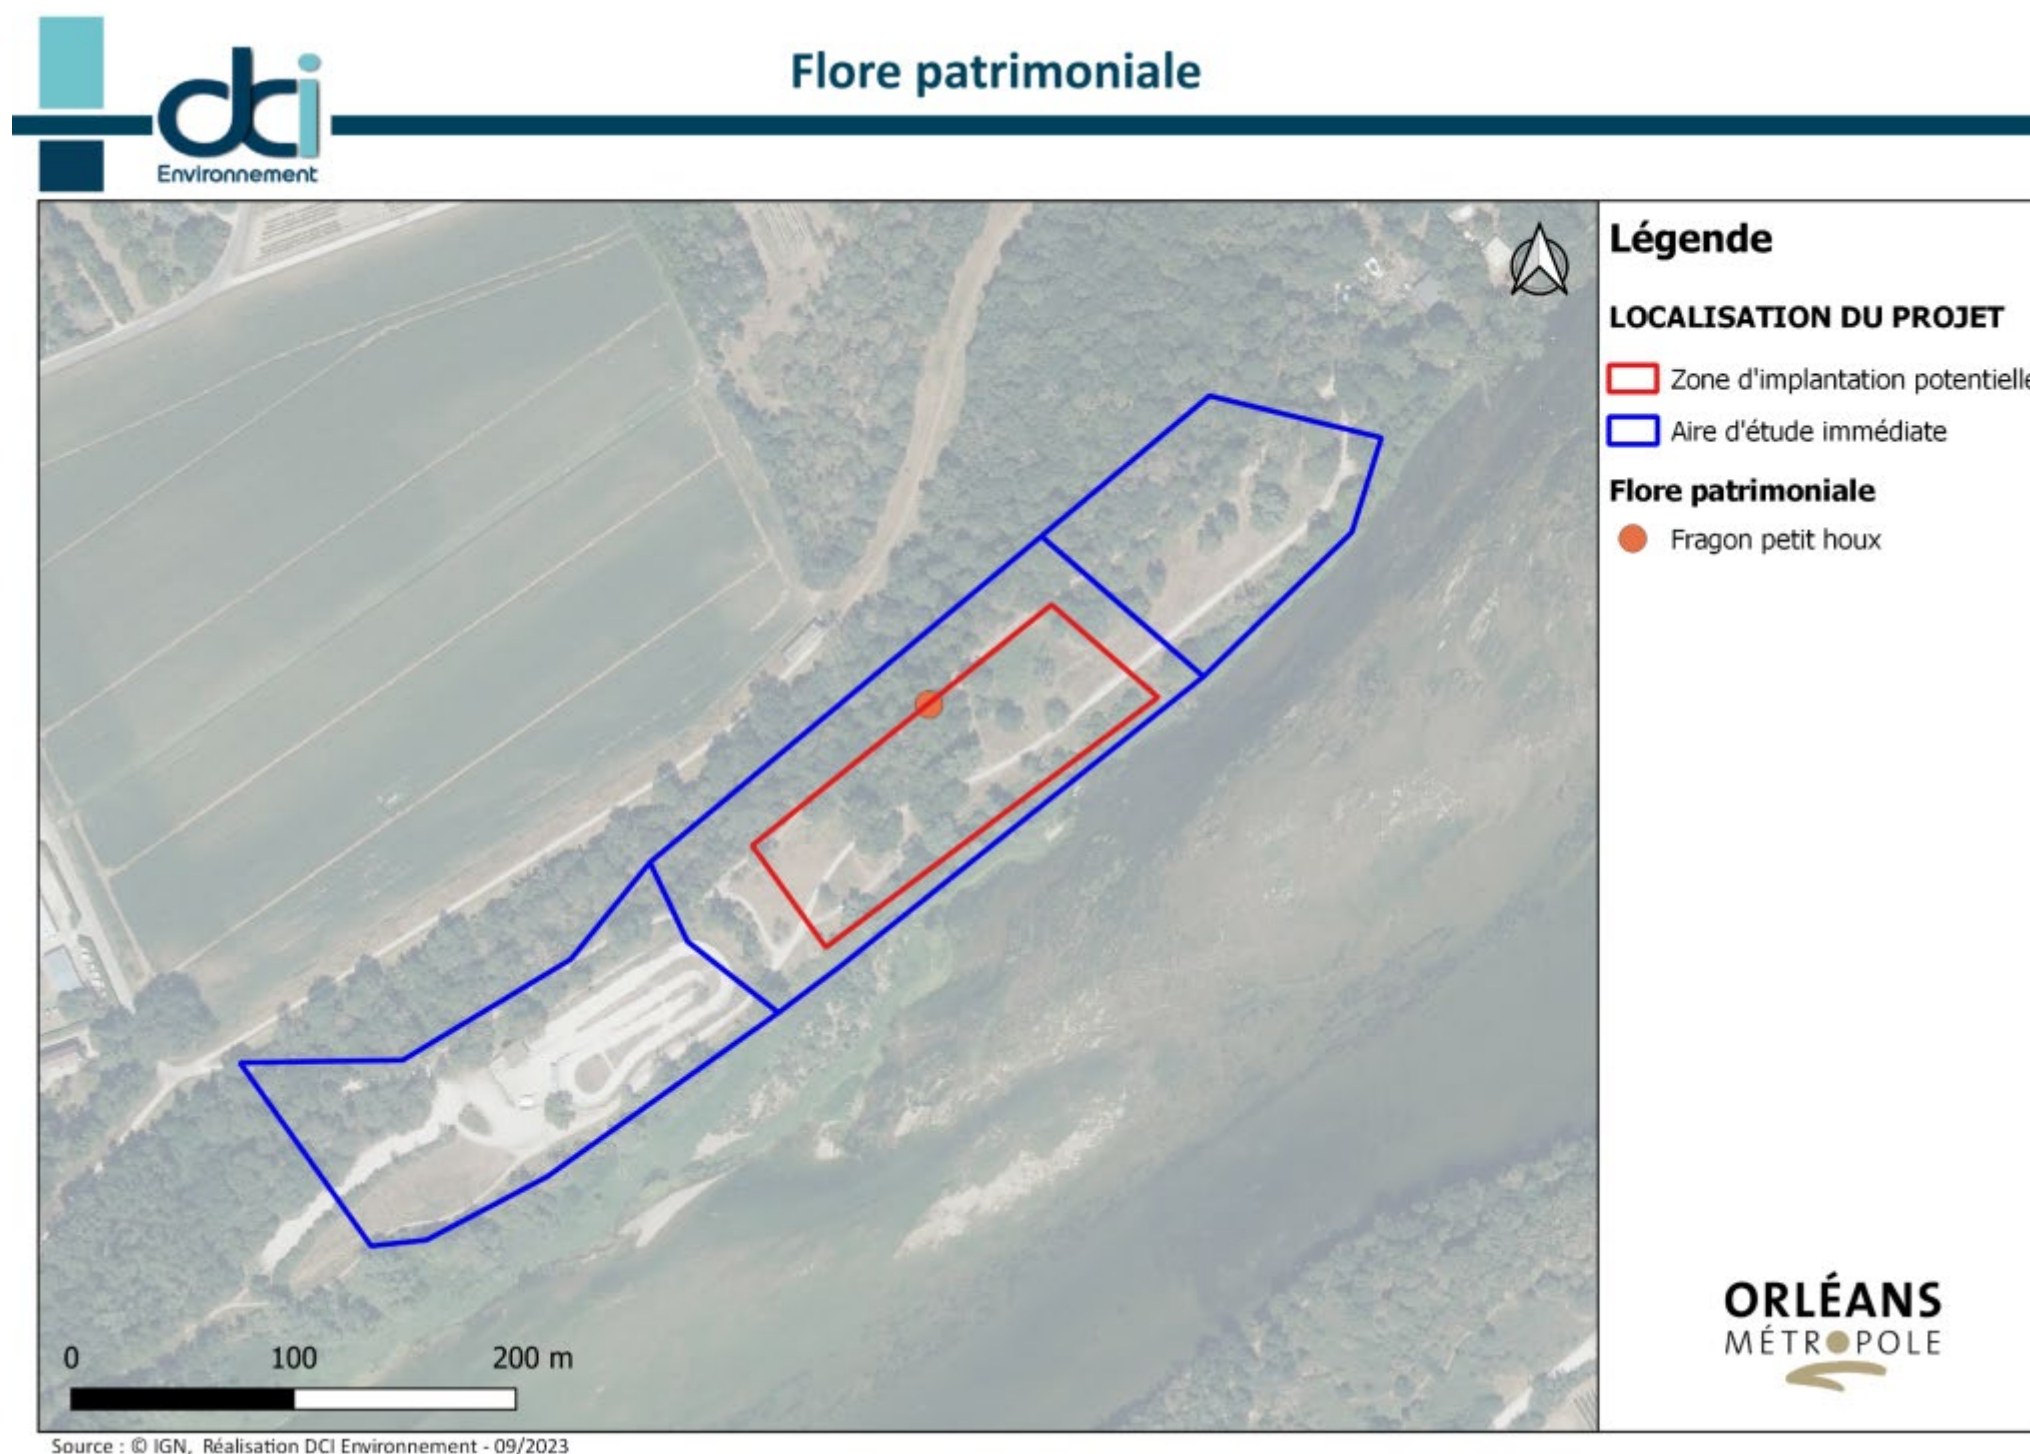 dci
Environnement
Flore patrimoniale
Légende
LOCALISATION DU PROJET
Zone d'implantation potentielle
Aire d'étude immédiate
Flore patrimoniale
Fragon petit houx
0 100 200 m
ORLÉANS
MÉTROPOLE
Source : © IGN, Réalisation DCI Environnement - 09/2023